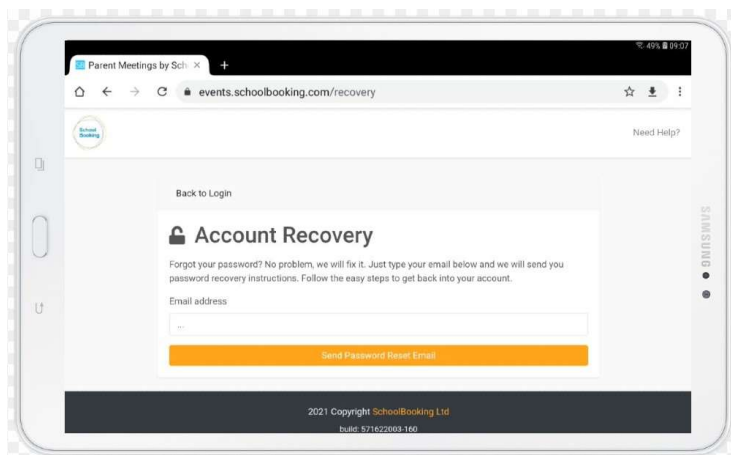 49% 09:07
Parent Meetings by Sch
events.schoolbooking.com/recovery
School
Booking
Need Help?
Back to Login
Account Recovery
Forgot your password? No problem, we will fix it. Just type your email below and we will send you
password recovery instructions. Follow the easy steps to get back into your account.
Email address
...
Send Password Reset Email
2021 Copyright SchoolBooking Ltd
build: 571622003-160
SAMSUNG